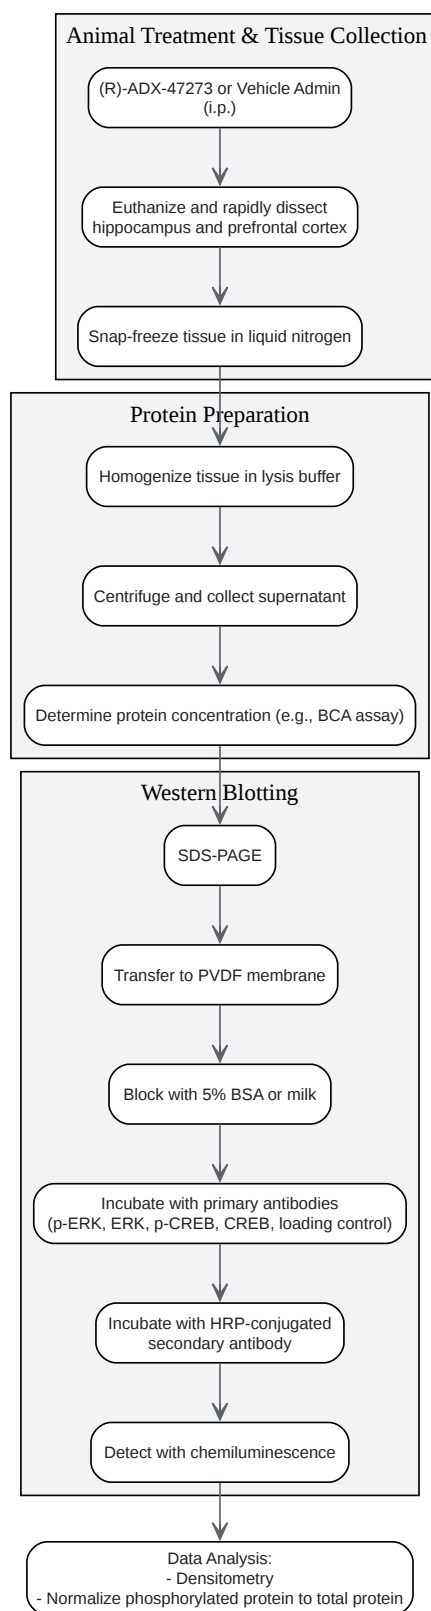 Animal Treatment & Tissue Collection
(R)-ADX-47273 or Vehicle Admin
(i.p.)
Euthanize and rapidly dissect
hippocampus and prefrontal cortex
Snap-freeze tissue in liquid nitrogen
Protein Preparation
Homogenize tissue in lysis buffer
Centrifuge and collect supernatant
Determine protein concentration (e.g., BCA assay)
Western Blotting
SDS-PAGE
Transfer to PVDF membrane
Block with 5% BSA or milk
Incubate with primary antibodies
(p-ERK, ERK, p-CREB, CREB, loading control)
Incubate with HRP-conjugated
secondary antibody
Detect with chemiluminescence
Data Analysis:
- Densitometry
- Normalize phosphorylated protein to total protein